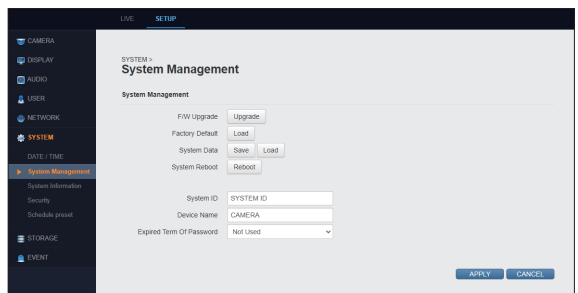 LIVE SETUP
CAMERA
DISPLAY
AUDIO
USER
NETWORK
SYSTEM
DATE / TIME
System Management
System Information
Security
Schedule preset
STORAGE
EVENT
SYSTEM >
System Management
System Management
F/W Upgrade Upgrade
Factory Default Load
System Data Save Load
System Reboot Reboot
System ID SYSTEM ID
Device Name CAMERA
Expired Term Of Password Not Used
APPLY CANCEL